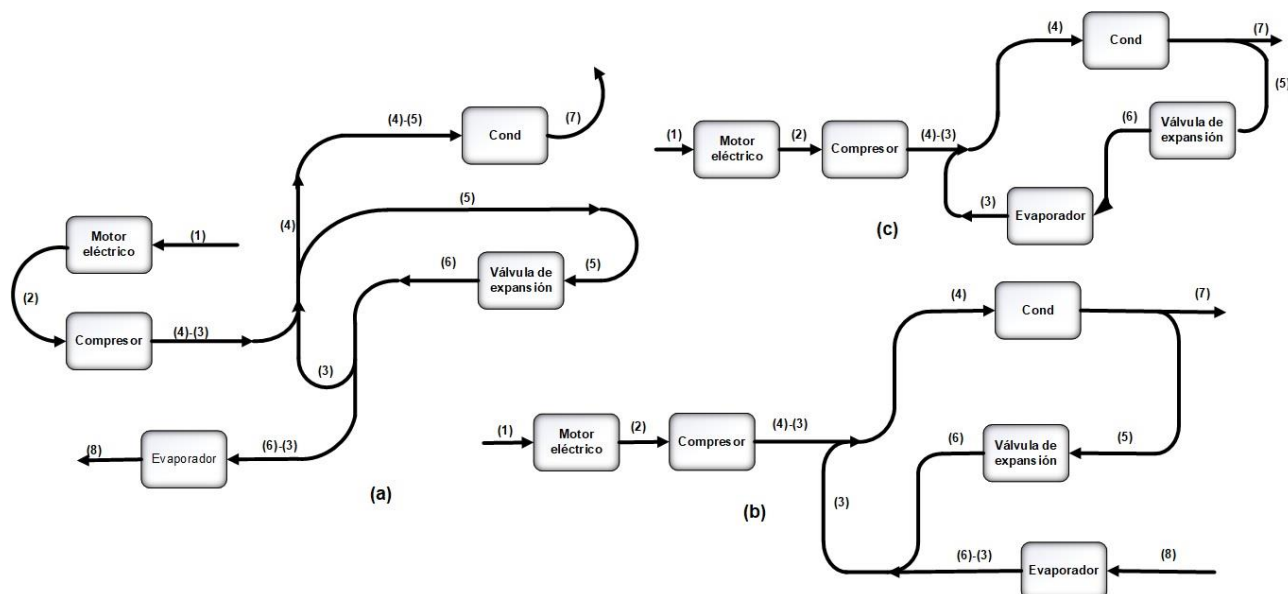 (4)
Cond
(7)
(5)
(6)
Válvula de
expansión
(1)
Motor
eléctrico
(2)
Compresor
(4)-(3)
(3)
Evaporador
(c)
(4)-(5)
Cond
(7)
(4)
(5)
Motor
eléctrico
(1)
(6)
Válvula de
expansión
(5)
(2)
Compresor
(4)-(3)
(3)
(8)
Evaporador
(6)-(3)
(a)
(4)
Cond
(7)
(1)
Motor
eléctrico
(2)
Compresor
(4)-(3)
(6)
Válvula de
expansión
(5)
(3)
(b)
(6)-(3)
Evaporador
(8)